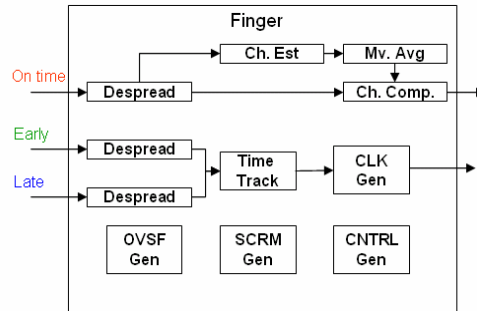 Finger
Ch. Est
Mv. Avg
On time
Despread
Ch. Comp.
Early
Despread
Time
Track
CLK
Gen
Late
Despread
OVSF
Gen
SCRM
Gen
CNTRL
Gen